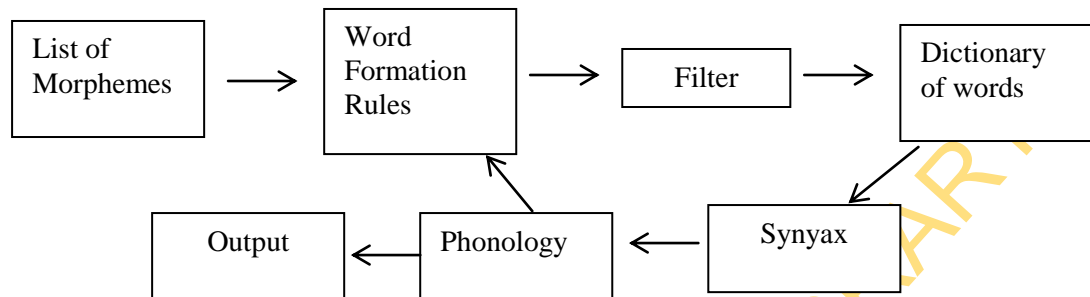 List of
Morphemes
Word
Formation
Rules
Filter
Dictionary
of words
Output
Phonology
Synyax